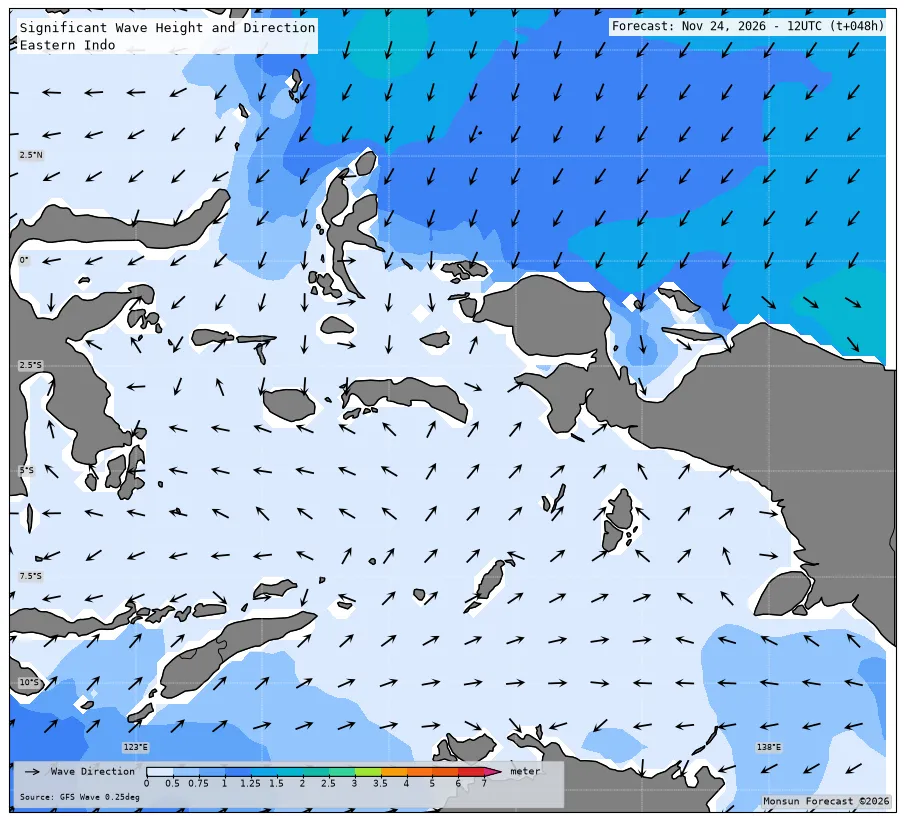 Significant Wave Height and Direction
Eastern Indo
Forecast: Nov 24, 2026 - 12UTC (t+048h)
2.5°N
0°
2.5°S
5°S
7.5°S
10°S
123°E
138°E
Wave Direction
meter
0 0.5 0.75 1 1.25 1.5 2 2.5 3 3.5 4 5 6 7
Source: GFS Wave 0.25deg
Monsun Forecast ©2026